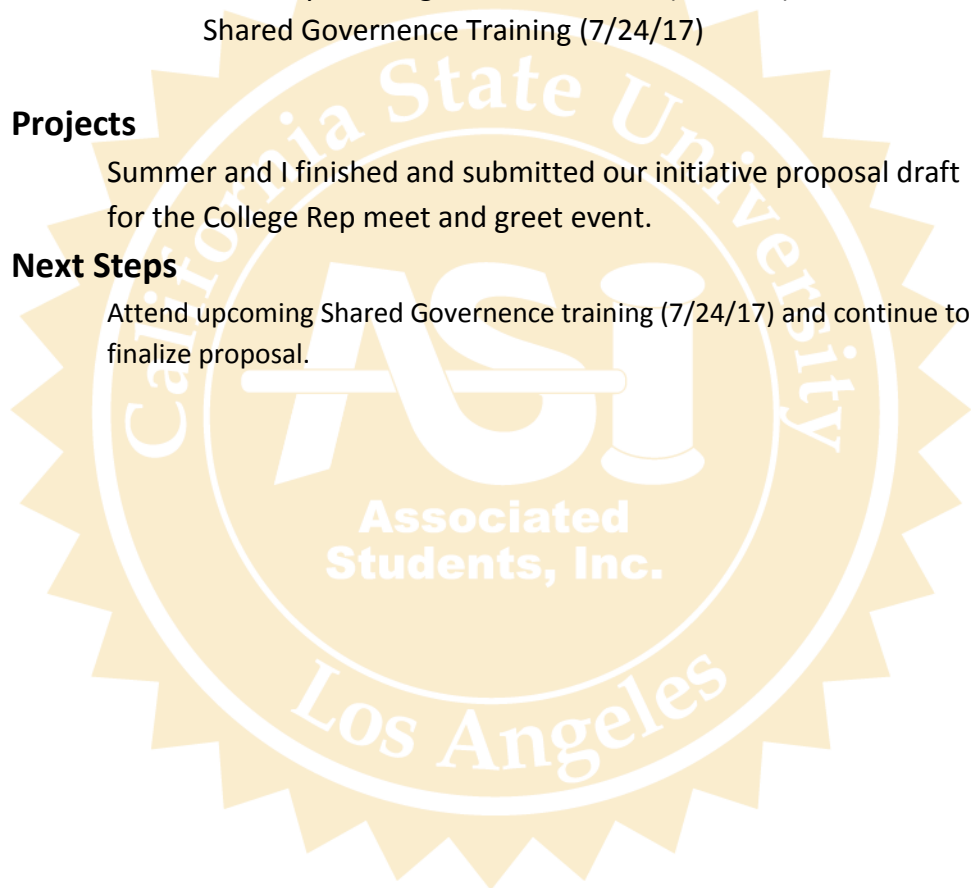 Shared Governence Training (7/24/17)
Projects
Summer and I finished and submitted our initiative proposal draft
for the College Rep meet and greet event.
Next Steps
Attend upcoming Shared Governence training (7/24/17) and continue to
finalize proposal.
California State University
ASI
Associated
Students, Inc.
Los Angeles